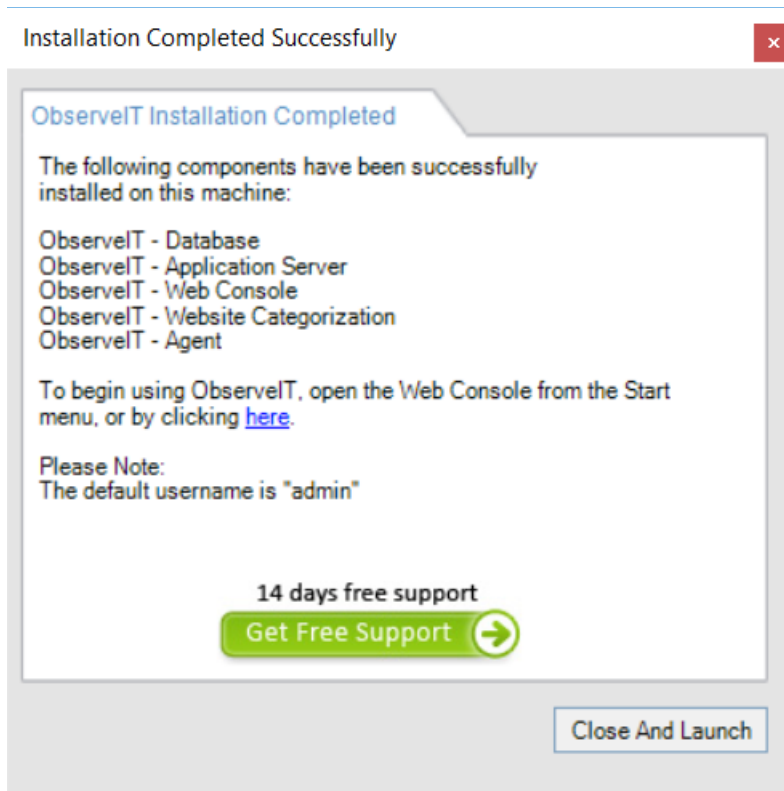 Installation Completed Successfully
x
ObserveIT Installation Completed
The following components have been successfully
installed on this machine:
ObserveIT - Database
ObserveIT - Application Server
ObserveIT - Web Console
ObserveIT - Website Categorization
ObserveIT - Agent
To begin using ObserveIT, open the Web Console from the Start
menu, or by clicking here.
Please Note:
The default username is "admin"
14 days free support
Get Free Support
Close And Launch